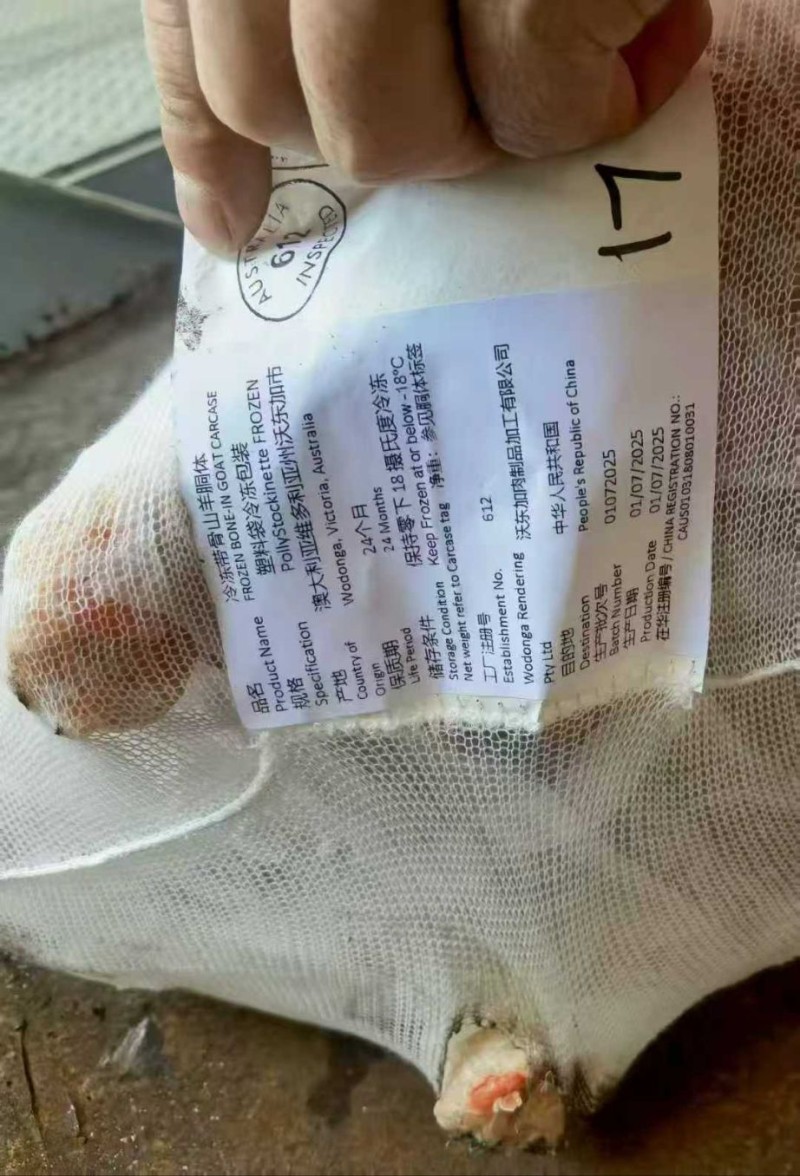 AUSTRALIA
612
INSPECTED
17
品名 冷冻带骨山羊胴体
Product Name FROZEN BONE-IN GOAT CARCASE
规格 塑料袋冷冻包装
Specification PollyStockinette FROZEN
产地 澳大利亚维多利亚州沃东加市
Country of Origin Wodonga, Victoria, Australia
保质期 24个月
Life Period 24 Months
储存条件 保持零下 18 摄氏度冷冻
Storage Condition Keep Frozen at or below -18°C
Net weight refer to Carcase tag 净重：参见胴体标签
工厂注册号
Establishment No. 612
Wodonga Rendering Pty Ltd 沃东加肉制品加工有限公司
目的地 中华人民共和国
Destination People's Republic of China
生产批次号
Batch Number 01072025
生产日期 01/07/2025
Production Date 01/07/2025
在华注册编号 / CHINA REGISTRATION NO.:
CAUS01031808010031